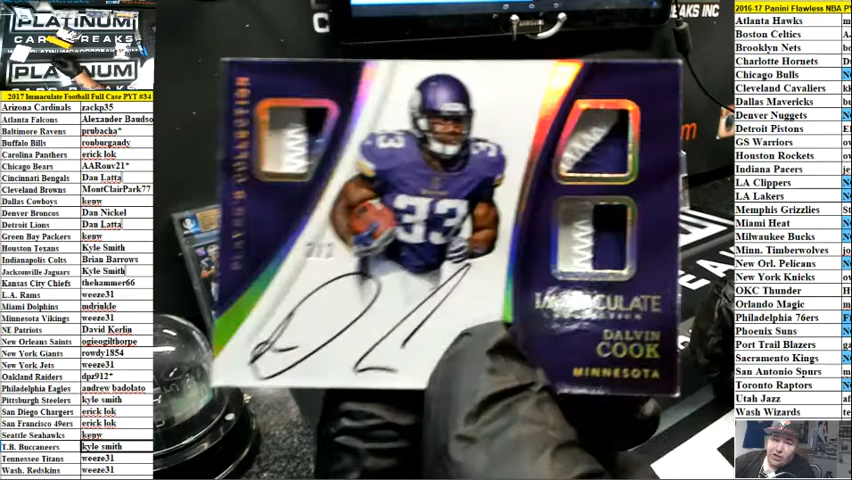 PLATINUM
CARD BREAKS
PLATINUM
2017 Immaculate Football Full Case PYT #34
Arizona Cardinals zackp35
Atlanta Falcons Alexander Baudso
Baltimore Ravens prubacha*
Buffalo Bills ronburgandy
Carolina Panthers erick lok
Chicago Bears AARonv21*
Cincinnati Bengals Dan Latta
Cleveland Browns MontClairPark77
Dallas Cowboys kenw
Denver Broncos Dan Nickel
Detroit Lions Dan Latta
Green Bay Packers kenw
Houston Texans Kyle Smith
Indianapolis Colts Brian Barrows
Jacksonville Jaguars Kyle Smith
Kansas City Chiefs thehammer66
L.A. Rams weeze31
Miami Dolphins mdrinkle
Minnesota Vikings weeze31
NE Patriots David Kerlin
New Orleans Saints ogieogilthorpe
New York Giants rowdy1854
New York Jets weeze31
Oakland Raiders dpz912*
Philadelphia Eagles andrew badolato
Pittsburgh Steelers kyle smith
San Diego Chargers erick lok
San Francisco 49ers erick lok
Seattle Seahawks kenw
T.B. Buccaneers kyle smith
Tennessee Titans weeze31
Wash. Redskins weeze31
33
33
33
IMMACULATE
COLLECTION
DALVIN
COOK
MINNESOTA
EAKS INC
2016-17 Panini Flawless NBA PY
Atlanta Hawks
Boston Celtics
Brooklyn Nets
Charlotte Hornets
Chicago Bulls
Cleveland Cavaliers
Dallas Mavericks
Denver Nuggets
Detroit Pistons
GS Warriors
Houston Rockets
Indiana Pacers
LA Clippers
LA Lakers
Memphis Grizzlies
Miami Heat
Milwaukee Bucks
Minn. Timberwolves
New Orl. Pelicans
New York Knicks
OKC Thunder
Orlando Magic
Philadelphia 76ers
Phoenix Suns
Port Trail Blazers
Sacramento Kings
San Antonio Spurs
Toronto Raptors
Utah Jazz
Wash Wizards